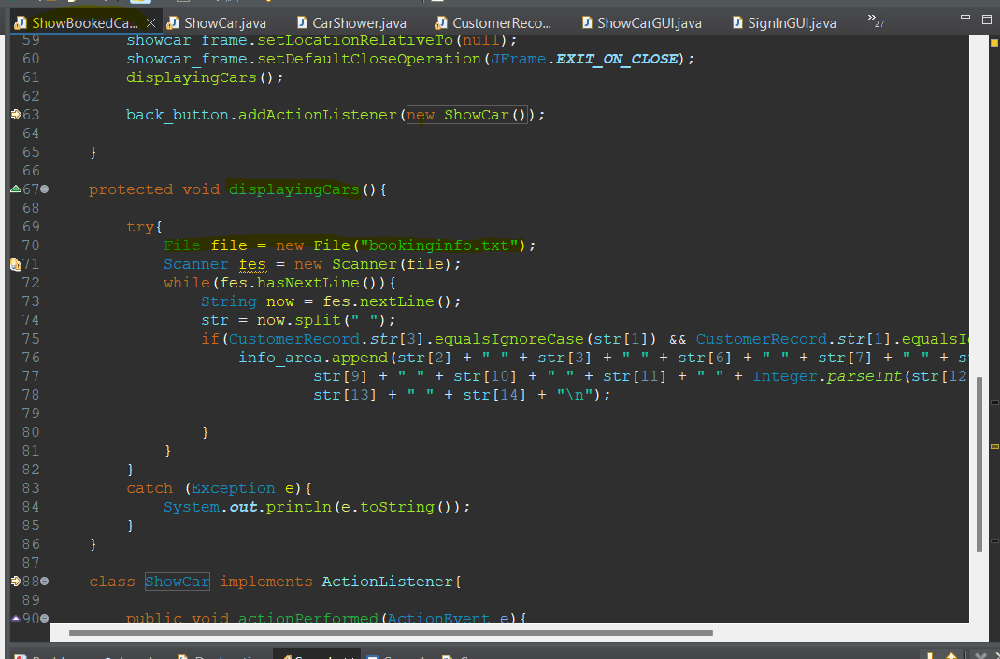 ShowBookedCa... ShowCar.java CarShower.java CustomerReco... ShowCarGUI.java SignInGUI.java »27
59 showcar_frame.setLocationRelativeTo(null);
60 showcar_frame.setDefaultCloseOperation(JFrame.EXIT_ON_CLOSE);
61 displayingCars();
62
63 back_button.addActionListener(new ShowCar());
64
65 }
66
67 protected void displayingCars(){
68
69 try{
70 File file = new File("bookinginfo.txt");
71 Scanner fes = new Scanner(file);
72 while(fes.hasNextLine()){
73 String now = fes.nextLine();
74 str = now.split(" ");
75 if(CustomerRecord.str[3].equalsIgnoreCase(str[1]) && CustomerRecord.str[1].equalsI
76 info_area.append(str[2] + " " + str[3] + " " + str[6] + " " + str[7] + " " + s
77 str[9] + " " + str[10] + " " + str[11] + " " + Integer.parseInt(str[12
78 str[13] + " " + str[14] + "\n");
79
80 }
81 }
82 }
83 catch (Exception e){
84 System.out.println(e.toString());
85 }
86 }
87
88 class ShowCar implements ActionListener{
89
90 public void actionPerformed(ActionEvent e){